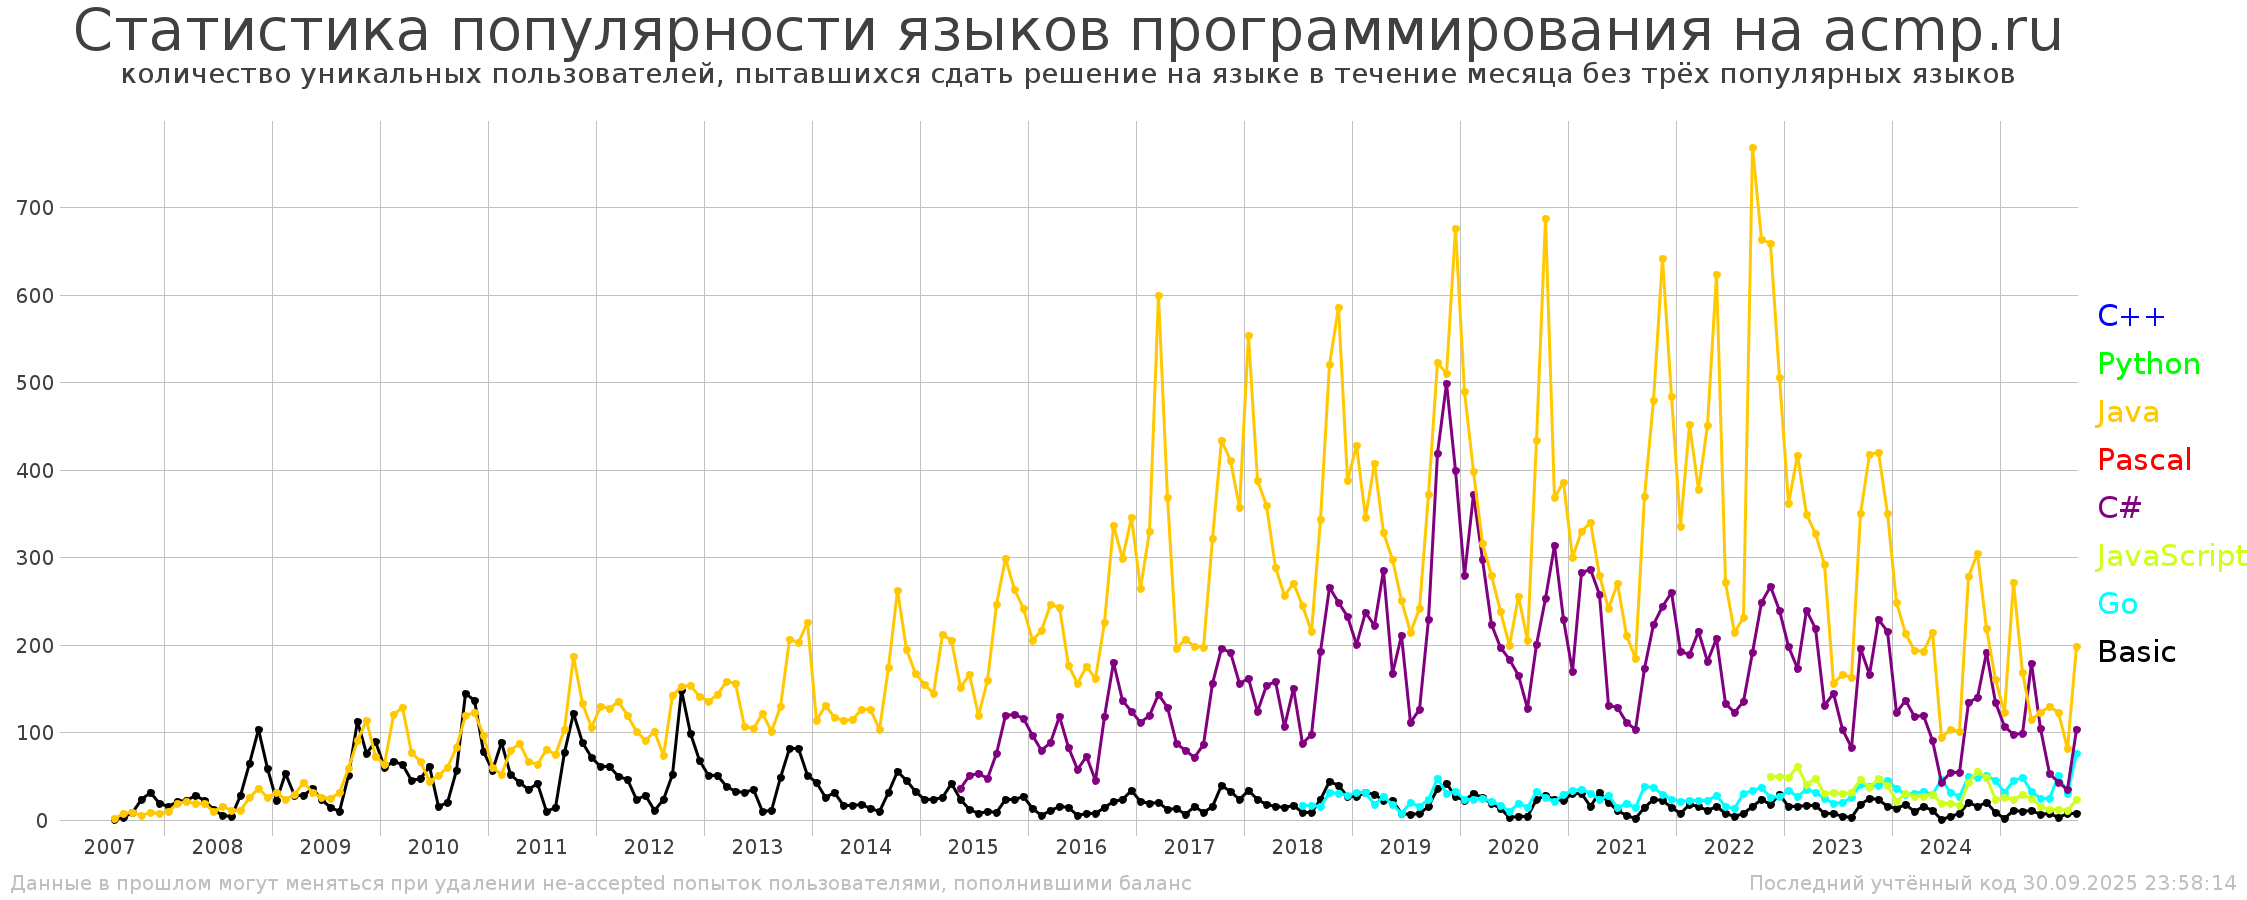 Статистика популярности языков программирования на acmp.ru
количество уникальных пользователей, пытавшихся сдать решение на языке в течение месяца без трёх популярных языков
700
600
500
400
300
200
100
0
C++
Python
Java
Pascal
C#
JavaScript
Go
Basic
2007 2008 2009 2010 2011 2012 2013 2014 2015 2016 2017 2018 2019 2020 2021 2022 2023 2024
Данные в прошлом могут меняться при удалении не-accepted попыток пользователями, пополнившими баланс
Последний учтённый код 30.09.2025 23:58:14